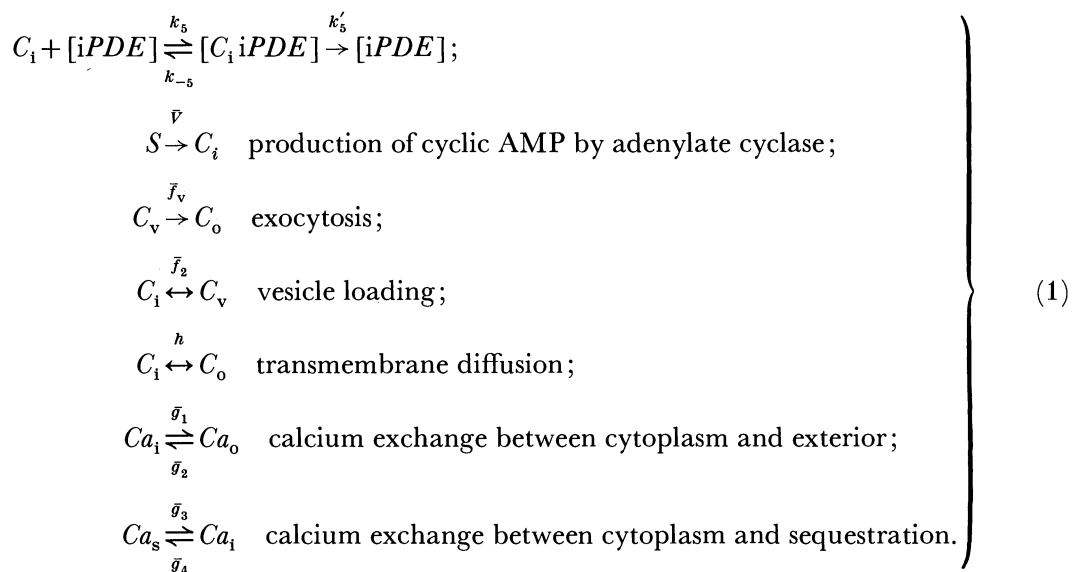 C_i + [iPDE] ⇌ (k_5 / k_{-5}) [C_i iPDE] → (k'_5) [iPDE];
S → (V̄) C_i production of cyclic AMP by adenylate cyclase;
C_v → (f̄_v) C_o exocytosis;
C_i ↔ (f̄_2) C_v vesicle loading;
C_i ↔ (h) C_o transmembrane diffusion;
(1)
Ca_i ⇌ (ḡ_1 / ḡ_2) Ca_o calcium exchange between cytoplasm and exterior;
Ca_s ⇌ (ḡ_3 / ḡ_4) Ca_i calcium exchange between cytoplasm and sequestration.